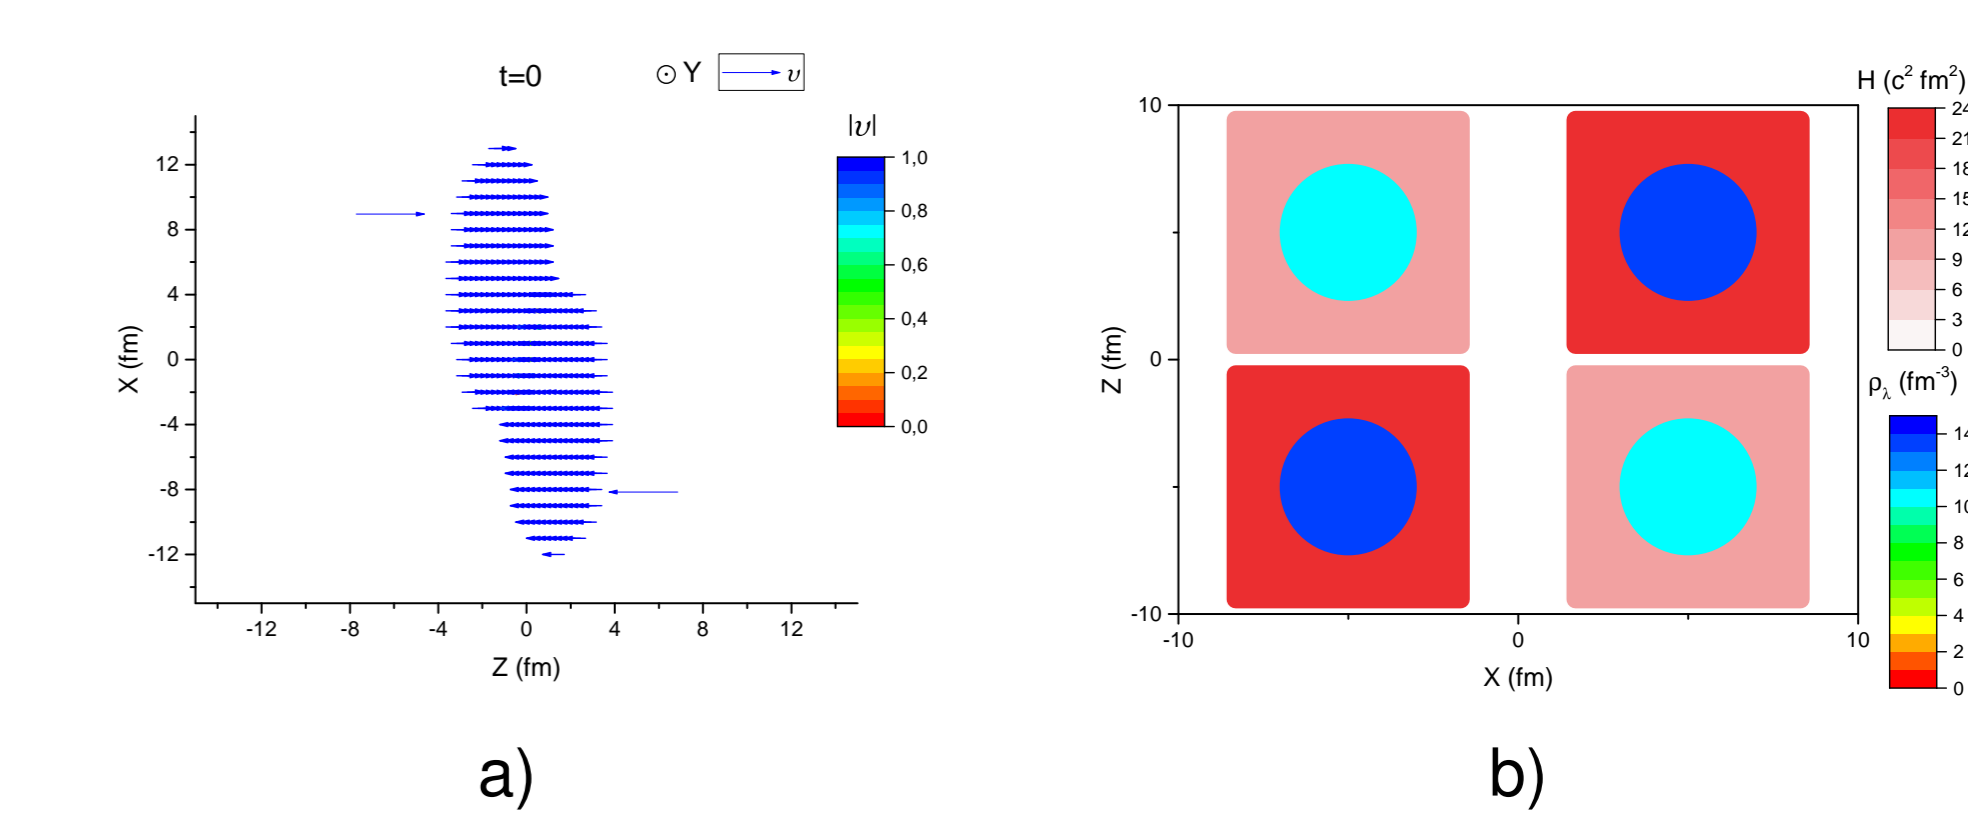 t=0
⊙ Y
υ
|υ|
1,0
0,8
0,6
0,4
0,2
0,0
X (fm)
12
8
4
0
-4
-8
-12
-12 -8 -4 0 4 8 12
Z (fm)
a)
H (c² fm²)
24
21
18
15
12
9
6
3
0
ρλ (fm⁻³)
14
12
10
8
6
4
2
0
Z (fm)
10
0
-10
-10 0 10
X (fm)
b)